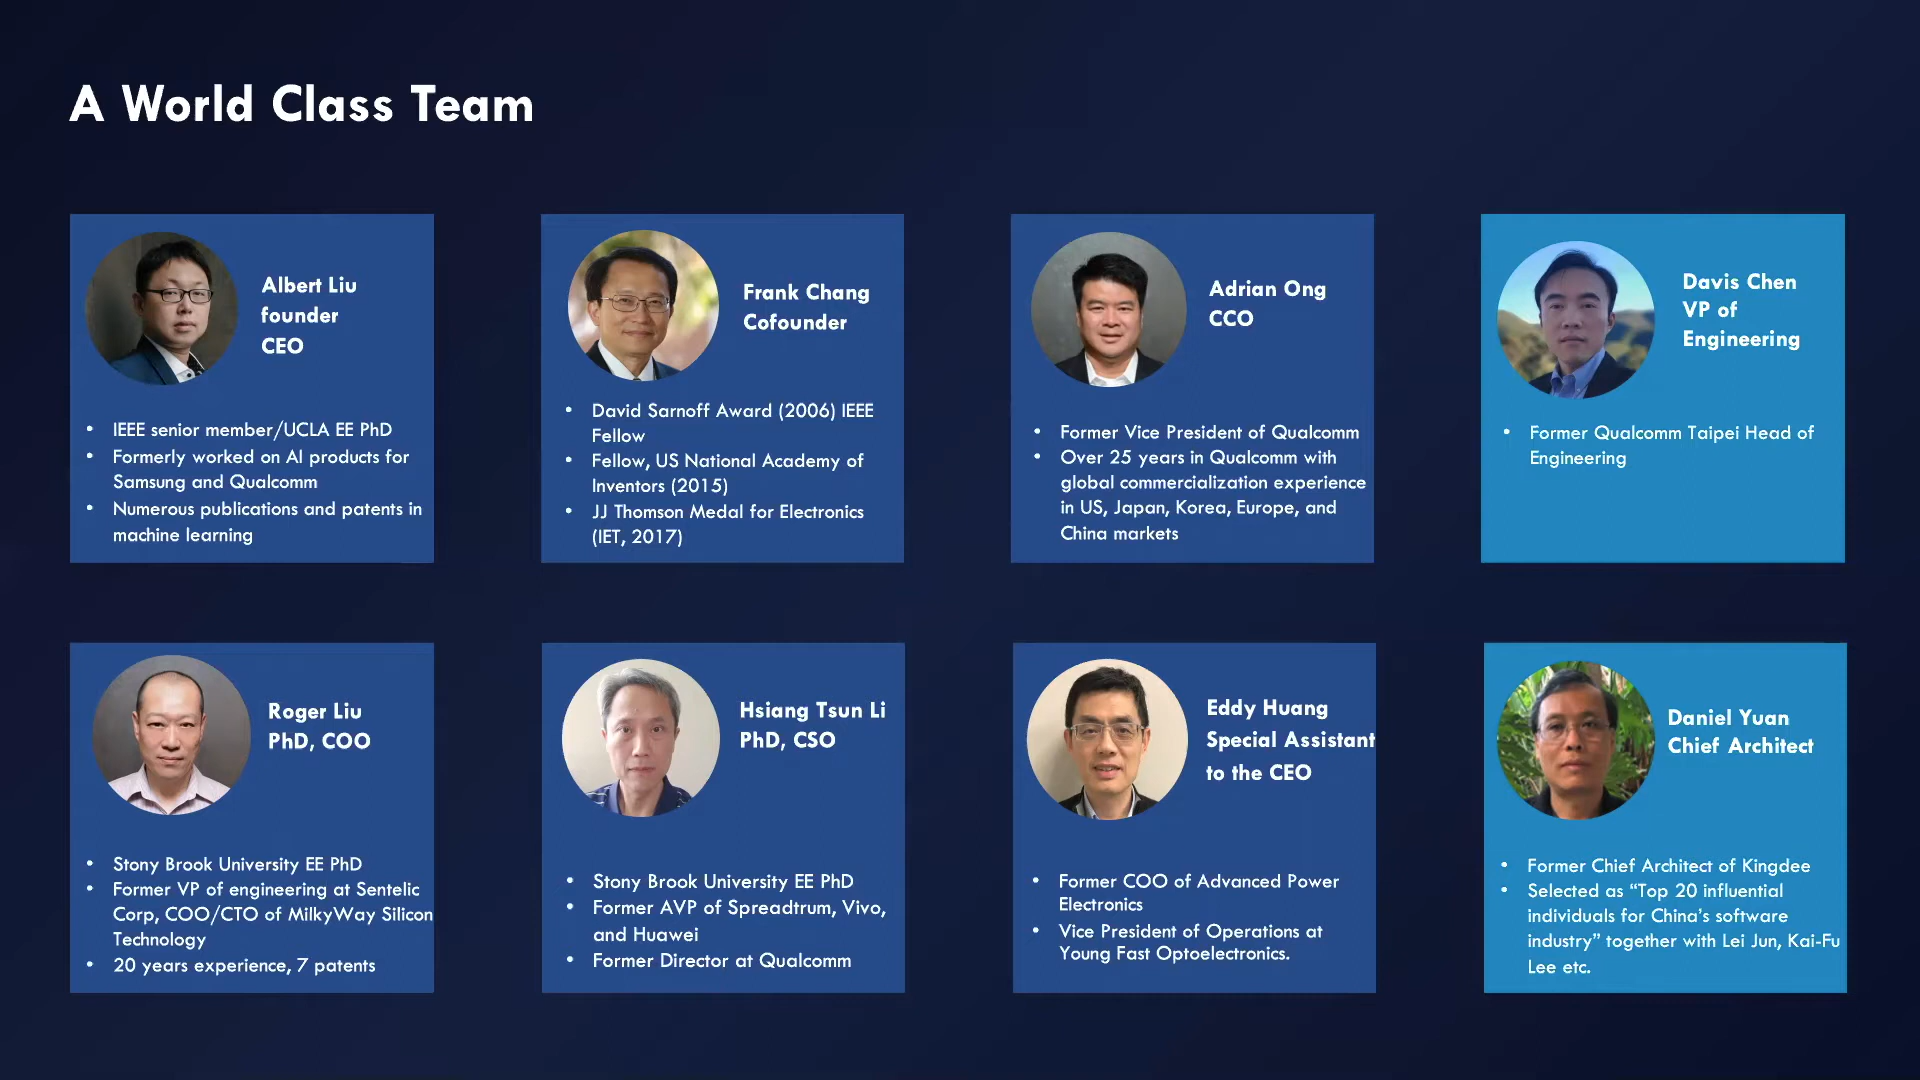 A World Class Team
Albert Liu
founder
CEO
• IEEE senior member/UCLA EE PhD
• Formerly worked on AI products for
Samsung and Qualcomm
• Numerous publications and patents in
machine learning
Frank Chang
Cofounder
• David Sarnoff Award (2006) IEEE
Fellow
• Fellow, US National Academy of
Inventors (2015)
• JJ Thomson Medal for Electronics
(IET, 2017)
Adrian Ong
CCO
• Former Vice President of Qualcomm
• Over 25 years in Qualcomm with
global commercialization experience
in US, Japan, Korea, Europe, and
China markets
Davis Chen
VP of
Engineering
• Former Qualcomm Taipei Head of
Engineering
Roger Liu
PhD, COO
• Stony Brook University EE PhD
• Former VP of engineering at Sentelic
Corp, COO/CTO of MilkyWay Silicon
Technology
• 20 years experience, 7 patents
Hsiang Tsun Li
PhD, CSO
• Stony Brook University EE PhD
• Former AVP of Spreadtrum, Vivo,
and Huawei
• Former Director at Qualcomm
Eddy Huang
Special Assistant
to the CEO
• Former COO of Advanced Power
Electronics
• Vice President of Operations at
Young Fast Optoelectronics.
Daniel Yuan
Chief Architect
• Former Chief Architect of Kingdee
• Selected as “Top 20 influential
individuals for China’s software
industry” together with Lei Jun, Kai-Fu
Lee etc.